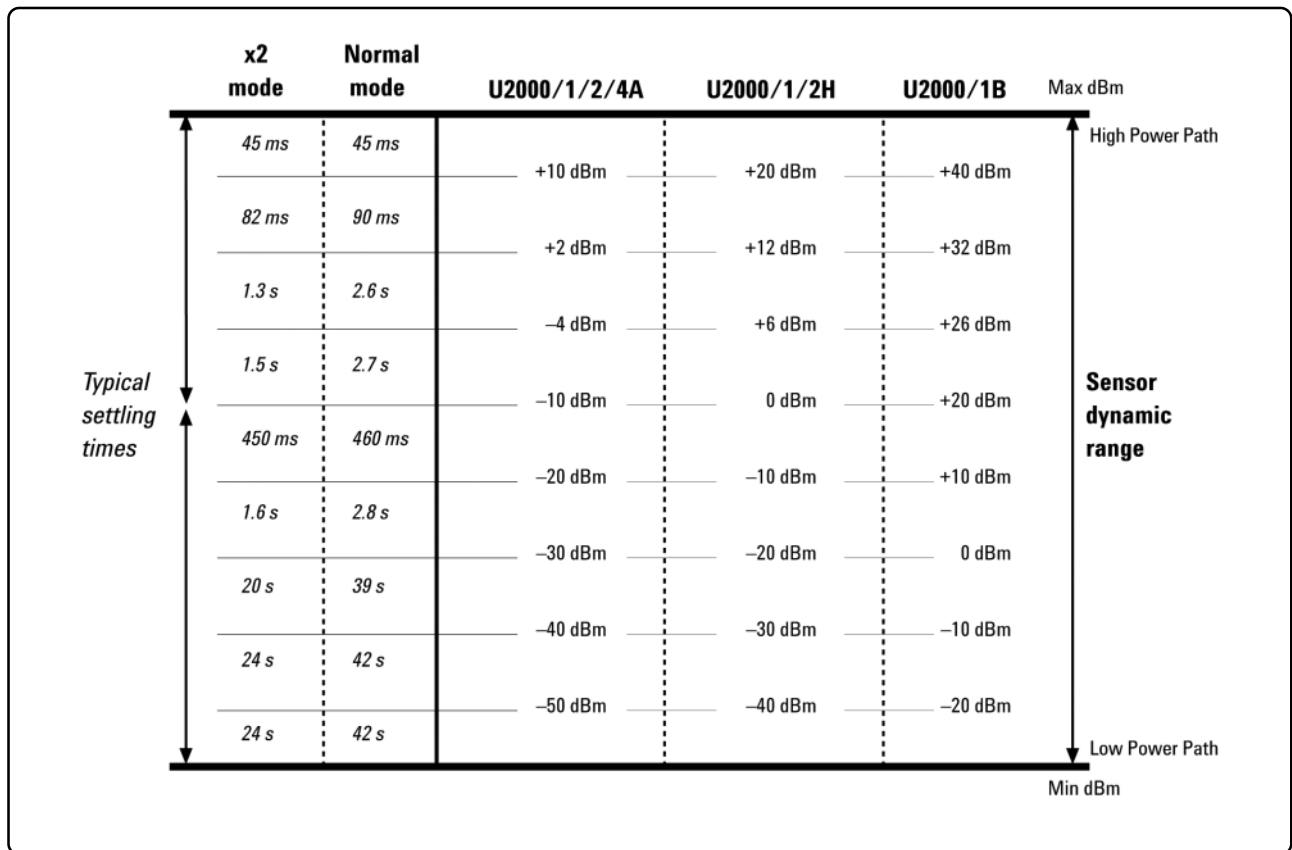 x2 mode Normal mode U2000/1/2/4A U2000/1/2H U2000/1B Max dBm
High Power Path
45 ms 45 ms
+10 dBm +20 dBm +40 dBm
82 ms 90 ms
+2 dBm +12 dBm +32 dBm
1.3 s 2.6 s
–4 dBm +6 dBm +26 dBm
1.5 s 2.7 s
Typical settling times
–10 dBm 0 dBm +20 dBm
Sensor dynamic range
450 ms 460 ms
–20 dBm –10 dBm +10 dBm
1.6 s 2.8 s
–30 dBm –20 dBm 0 dBm
20 s 39 s
–40 dBm –30 dBm –10 dBm
24 s 42 s
–50 dBm –40 dBm –20 dBm
24 s 42 s
Low Power Path
Min dBm